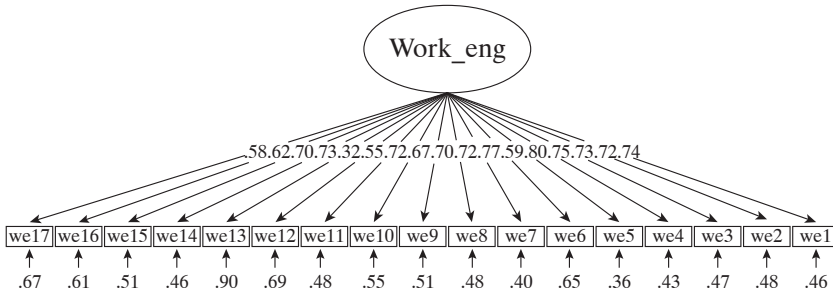 Work_eng
.58.62.70.73.32.55.72.67.70.72.77.59.80.75.73.72.74
we17 we16 we15 we14 we13 we12 we11 we10 we9 we8 we7 we6 we5 we4 we3 we2 we1
.67 .61 .51 .46 .90 .69 .48 .55 .51 .48 .40 .65 .36 .43 .47 .48 .46